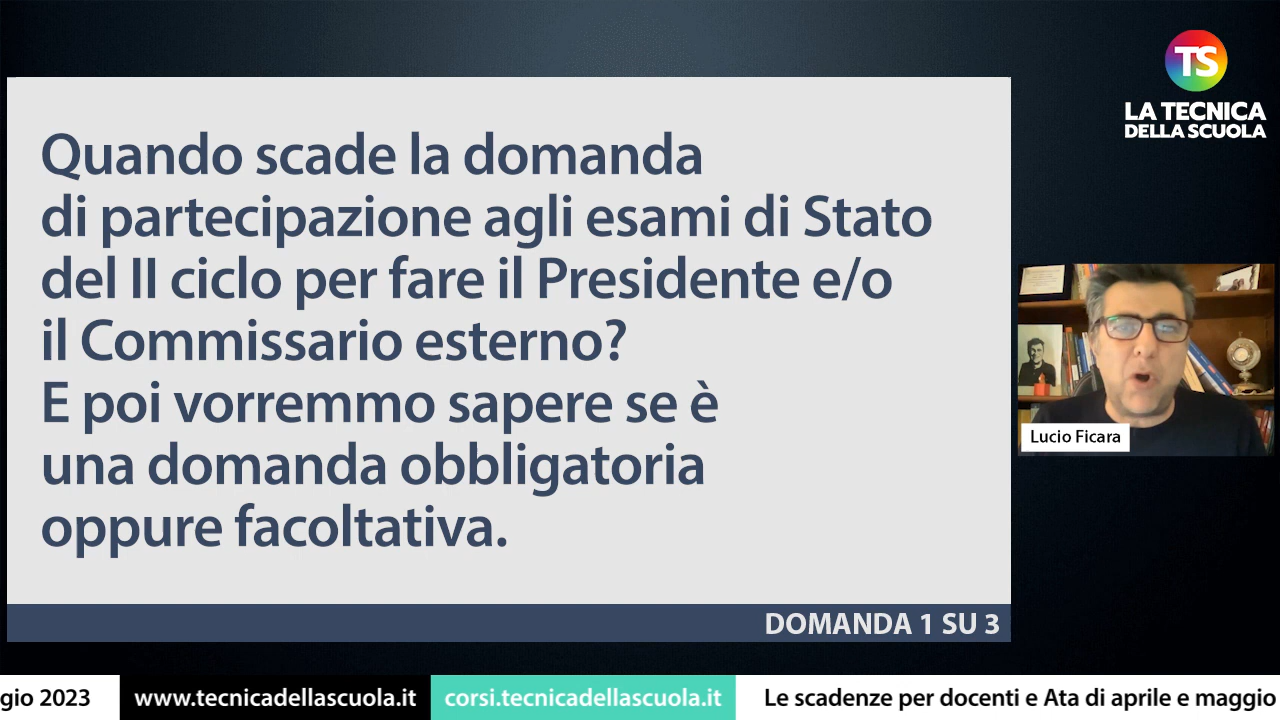 TS
LA TECNICA
DELLA SCUOLA
Quando scade la domanda
di partecipazione agli esami di Stato
del II ciclo per fare il Presidente e/o
il Commissario esterno?
E poi vorremmo sapere se è
una domanda obbligatoria
oppure facoltativa.
Lucio Ficara
DOMANDA 1 SU 3
gio 2023
www.tecnicadellascuola.it
corsi.tecnicadellascuola.it
Le scadenze per docenti e Ata di aprile e maggio